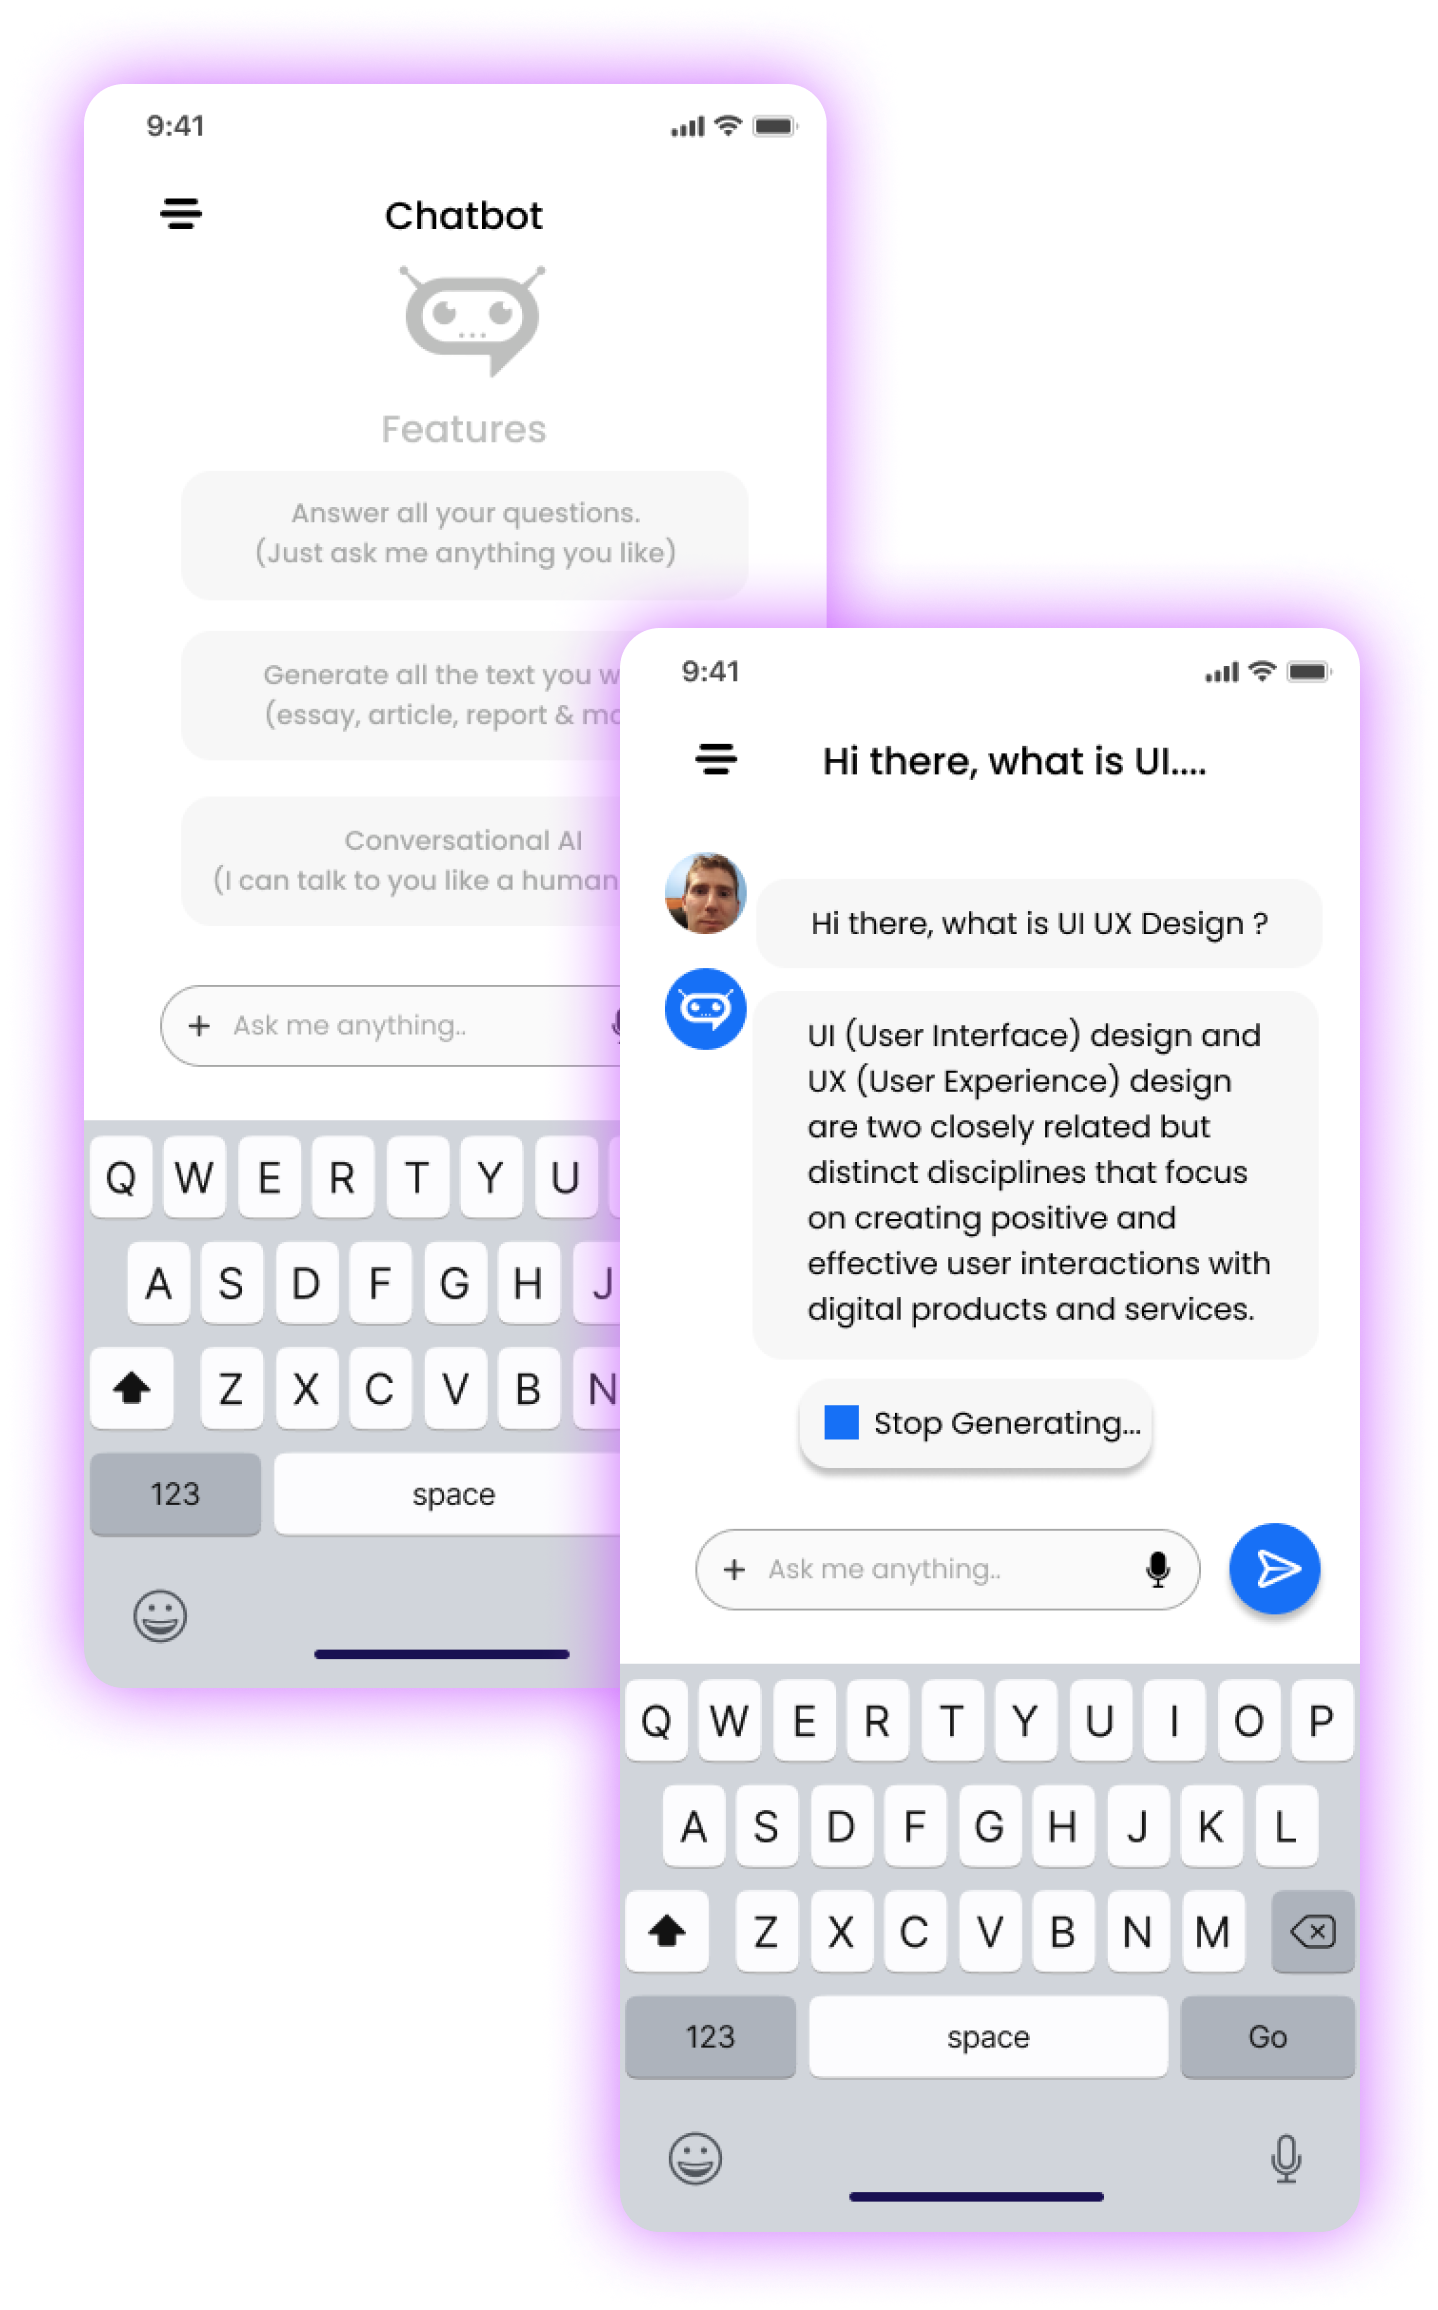 9:41
Chatbot
Features
Answer all your questions.
(Just ask me anything you like)
Generate all the text you
(essay, article, report &
Conversational AI
(I can talk to you like a human
+ Ask me anything..
Q W E R T Y U
A S D F G H J
Z X C V B N
123 space
9:41
Hi there, what is UI....
Hi there, what is UI UX Design ?
UI (User Interface) design and
UX (User Experience) design
are two closely related but
distinct disciplines that focus
on creating positive and
effective user interactions with
digital products and services.
Stop Generating...
+ Ask me anything..
Q W E R T Y U I O P
A S D F G H J K L
Z X C V B N M
123 space Go